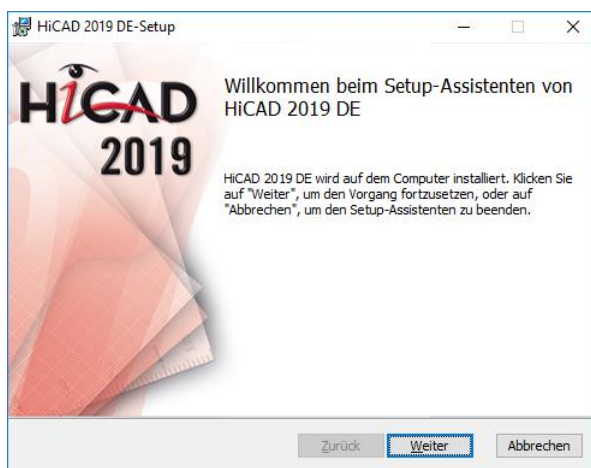 HiCAD 2019 DE-Setup
HiCAD
2019
Willkommen beim Setup-Assistenten von
HiCAD 2019 DE
HiCAD 2019 DE wird auf dem Computer installiert. Klicken Sie
auf "Weiter", um den Vorgang fortzusetzen, oder auf
"Abbrechen", um den Setup-Assistenten zu beenden.
Zurück Weiter Abbrechen